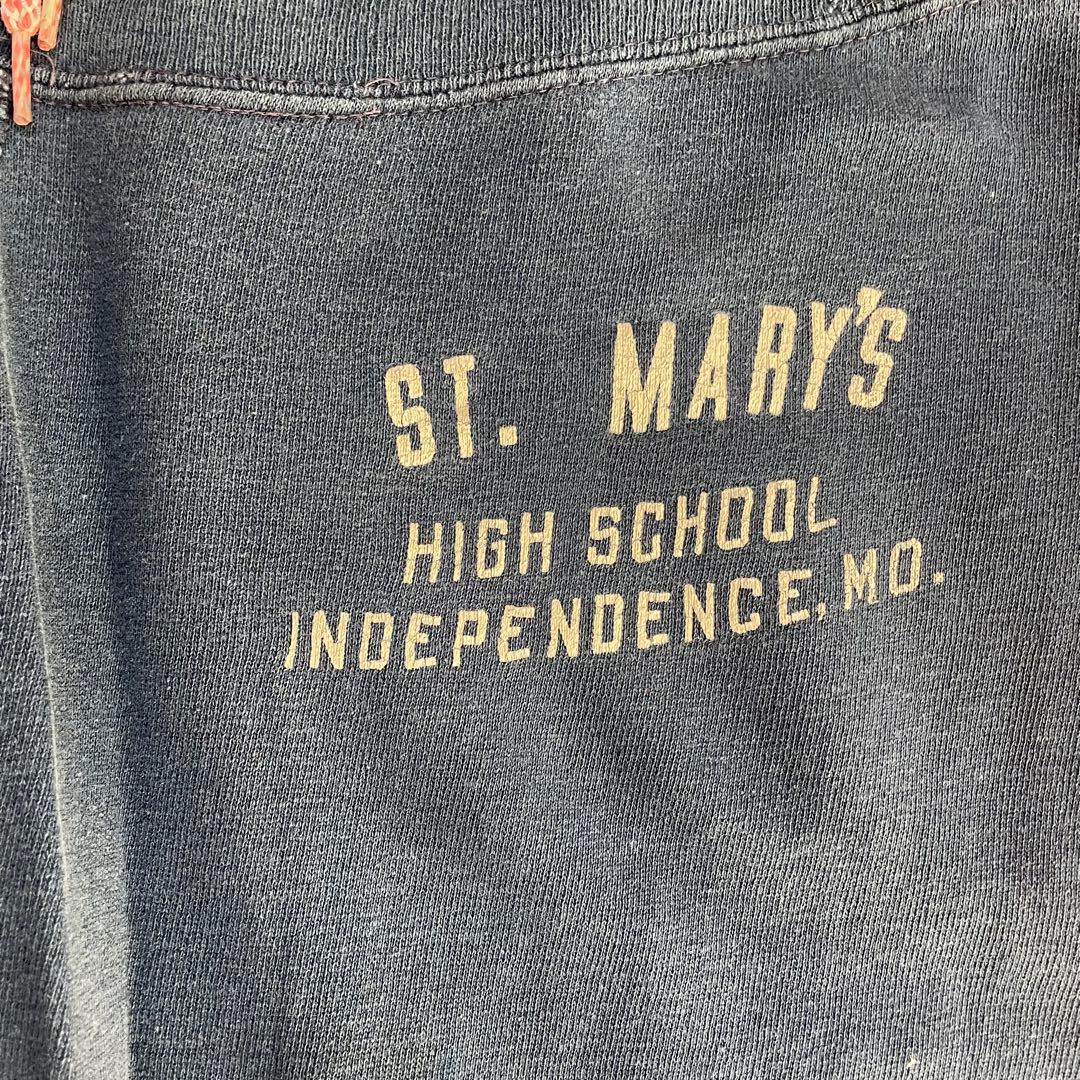 ST. MARY'S
HIGH SCHOOL
INDEPENDENCE, MO.